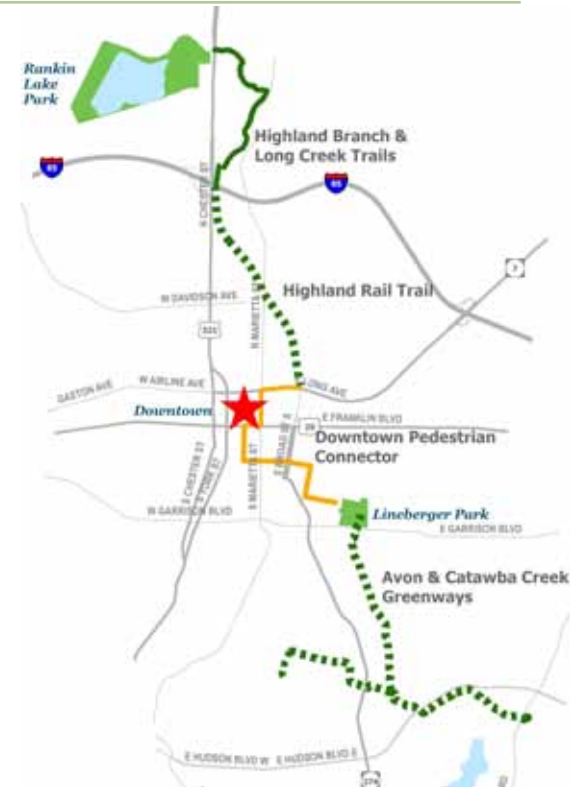 Rankin
Lake
Park
Highland Branch &
Long Creek Trails
85
85
N CHESTER ST
7
Highland Rail Trail
W DAVIDSON AVE
N MARIETTA ST
321
W AIRLINE AVE
LONG AVE
GASTON AVE
Downtown
E FRANKLIN BLVD
Downtown Pedestrian
Connector
S CHESTER ST
S YORK ST
S MARIETTA ST
W GARRISON BLVD
Lineberger Park
E GARRISON BLVD
Avon & Catawba Creek
Greenways
E HUDSON BLVD W
E HUDSON BLVD E
274